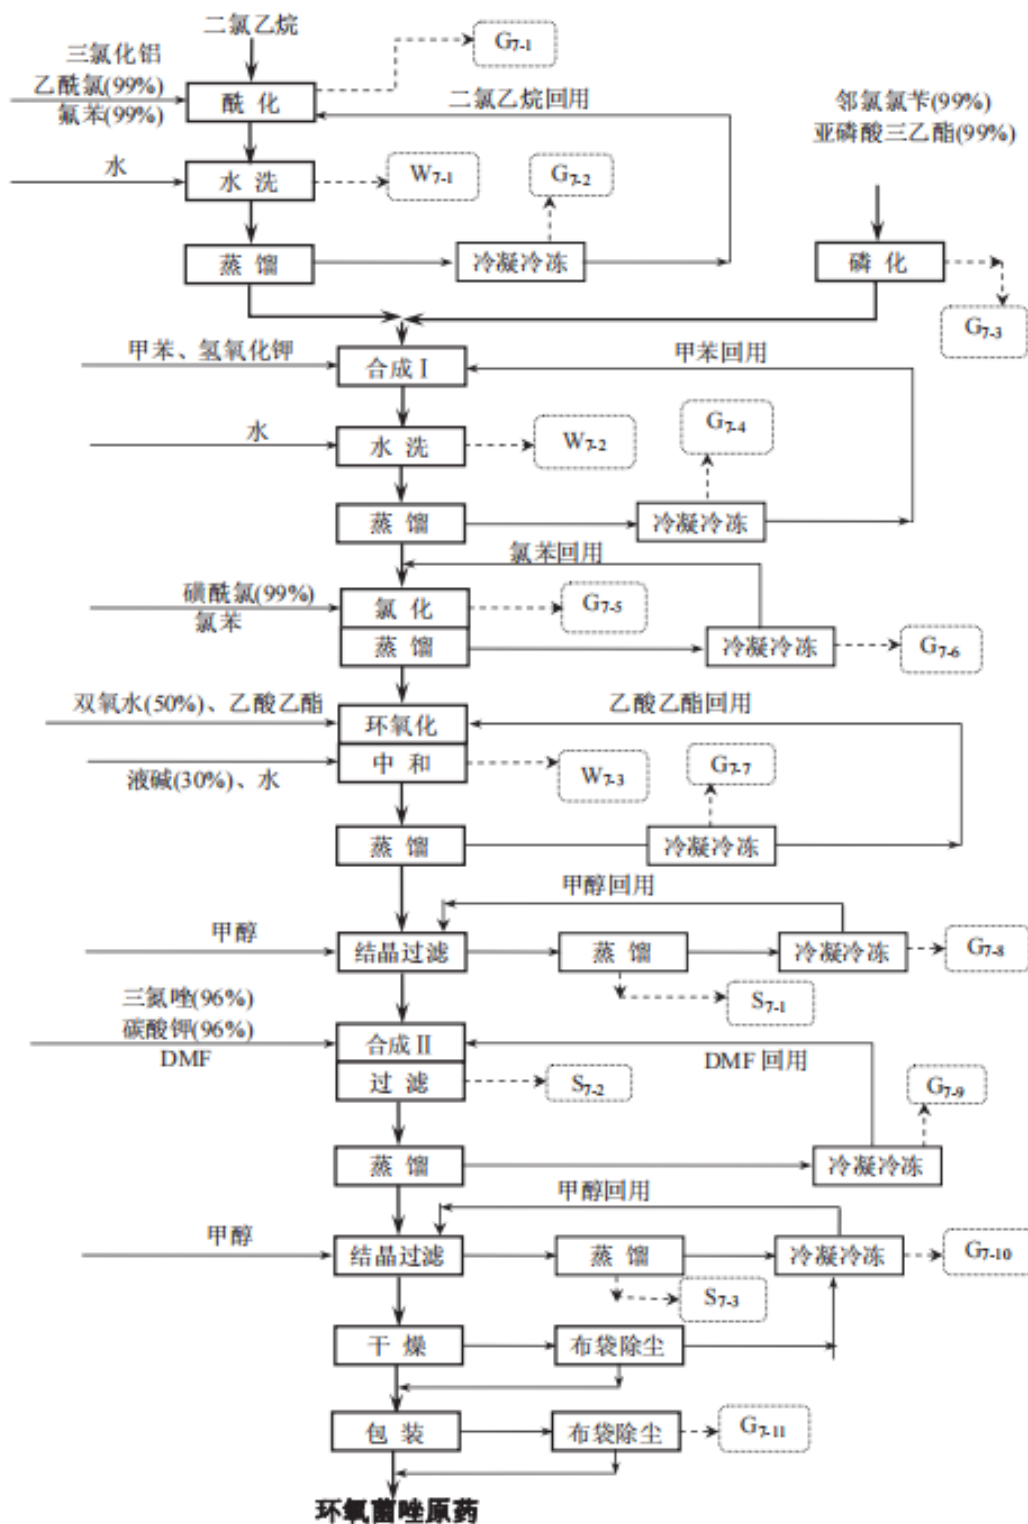 二氯乙烷
G7-1
三氯化铝
乙酰氯(99%)
氟苯(99%)
酰化
二氯乙烷回用
邻氯氯苄(99%)
亚磷酸三乙酯(99%)
水
水洗
W7-1
G7-2
蒸馏
冷凝冷冻
磷化
G7-3
甲苯、氢氧化钾
合成 I
甲苯回用
水
水洗
W7-2
G7-4
蒸馏
冷凝冷冻
氯苯回用
磺酰氯(99%)
氯苯
氯化
G7-5
蒸馏
冷凝冷冻
G7-6
双氧水(50%)、乙酸乙酯
环氧化
乙酸乙酯回用
液碱(30%)、水
中和
W7-3
G7-7
蒸馏
冷凝冷冻
甲醇回用
甲醇
结晶过滤
蒸馏
冷凝冷冻
G7-8
S7-1
三氮唑(96%)
碳酸钾(96%)
DMF
合成 II
DMF 回用
过滤
S7-2
G7-9
蒸馏
冷凝冷冻
甲醇回用
甲醇
结晶过滤
蒸馏
冷凝冷冻
G7-10
S7-3
干燥
布袋除尘
包装
布袋除尘
G7-11
环氧菌唑原药